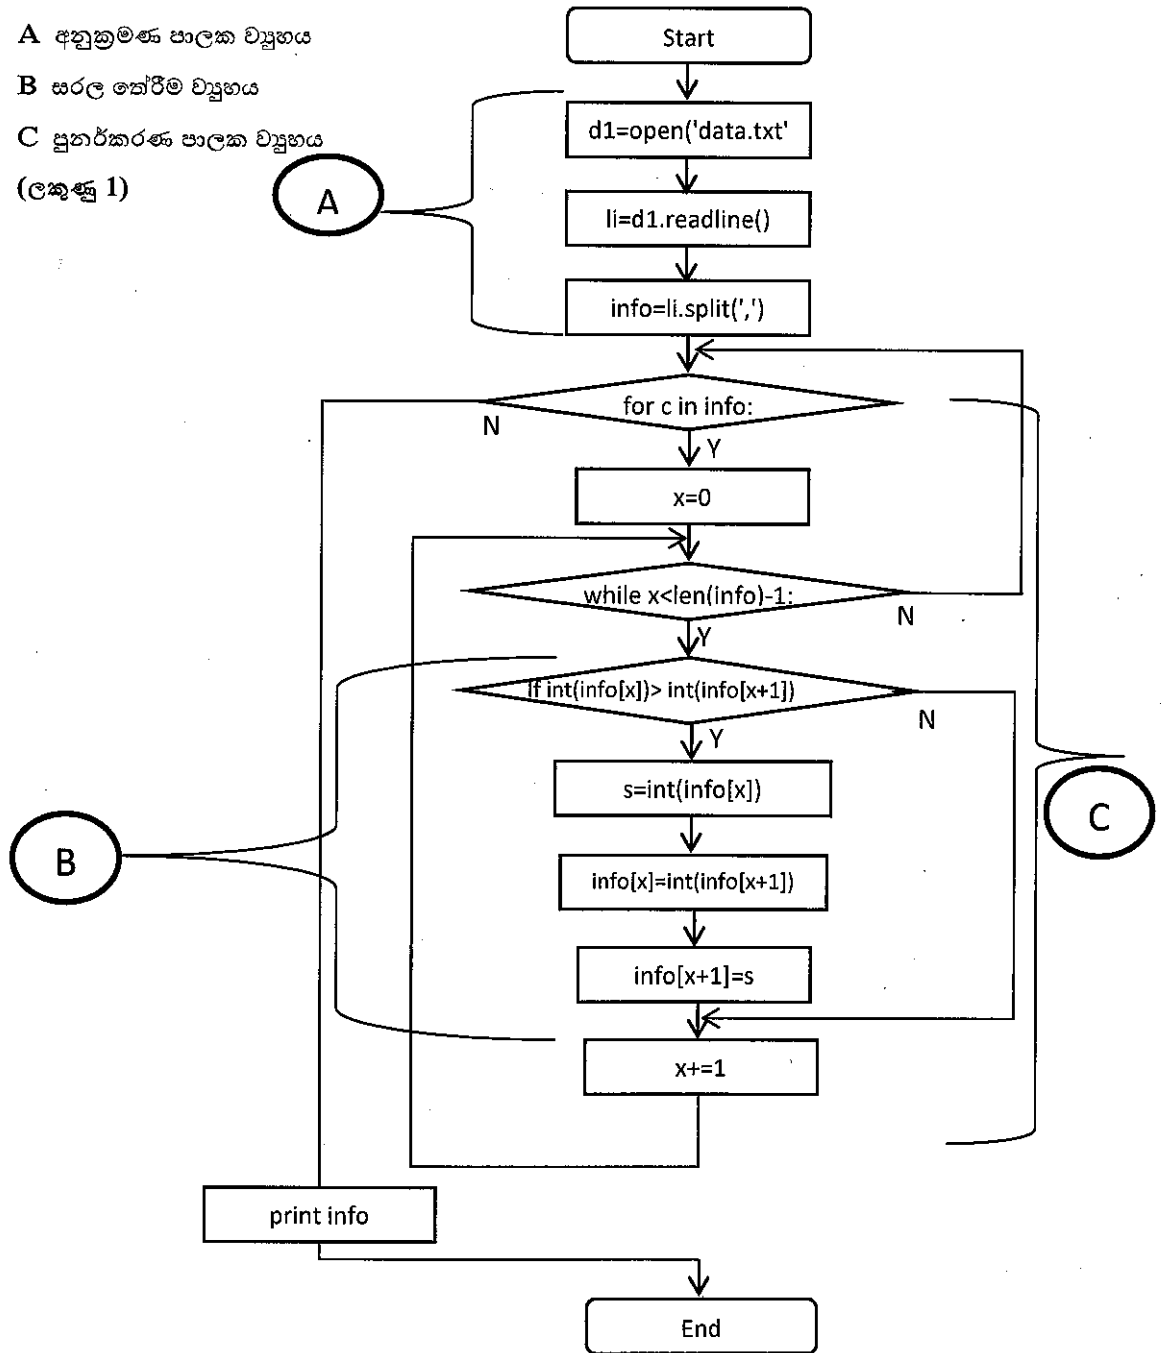 A අනුක්‍රමණ පාලක ව්‍යුහය
B සරල තේරීම් ව්‍යුහය
C පුනර්කරණ පාලක ව්‍යුහය
(ලකුණු 1)
Start
d1=open('data.txt'
A
li=d1.readline()
info=li.split(',')
for c in info:
N
Y
x=0
while x<len(info)-1:
N
Y
if int(info[x])> int(info[x+1])
N
Y
s=int(info[x])
C
B
info[x]=int(info[x+1])
info[x+1]=s
x+=1
print info
End